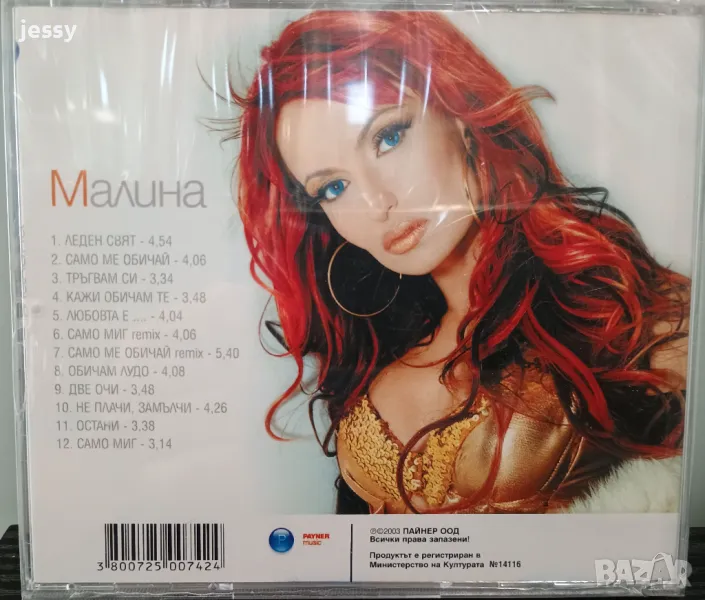 jessy
Малина
1. ЛЕДЕН СВЯТ - 4,54
2. САМО МЕ ОБИЧАЙ - 4,06
3. ТРЪГВАМ СИ - 3,34
4. КАЖИ ОБИЧАМ ТЕ - 3,48
5. ЛЮБОВТА Е .... - 4,04
6. САМО МИГ remix - 4,06
7. САМО МЕ ОБИЧАЙ remix - 5,40
8. ОБИЧАМ ЛУДО - 4,08
9. ДВЕ ОЧИ - 3,48
10. НЕ ПЛАЧИ, ЗАМЪЛЧИ - 4,26
11. ОСТАНИ - 3,38
12. САМО МИГ - 3,14
3 800725 007424
PAYNER
music
℗©2003 ПАЙНЕР ООД
Всички права запазени!
Продуктът е регистриран в
Министерство на Културата №14116
BAZAR